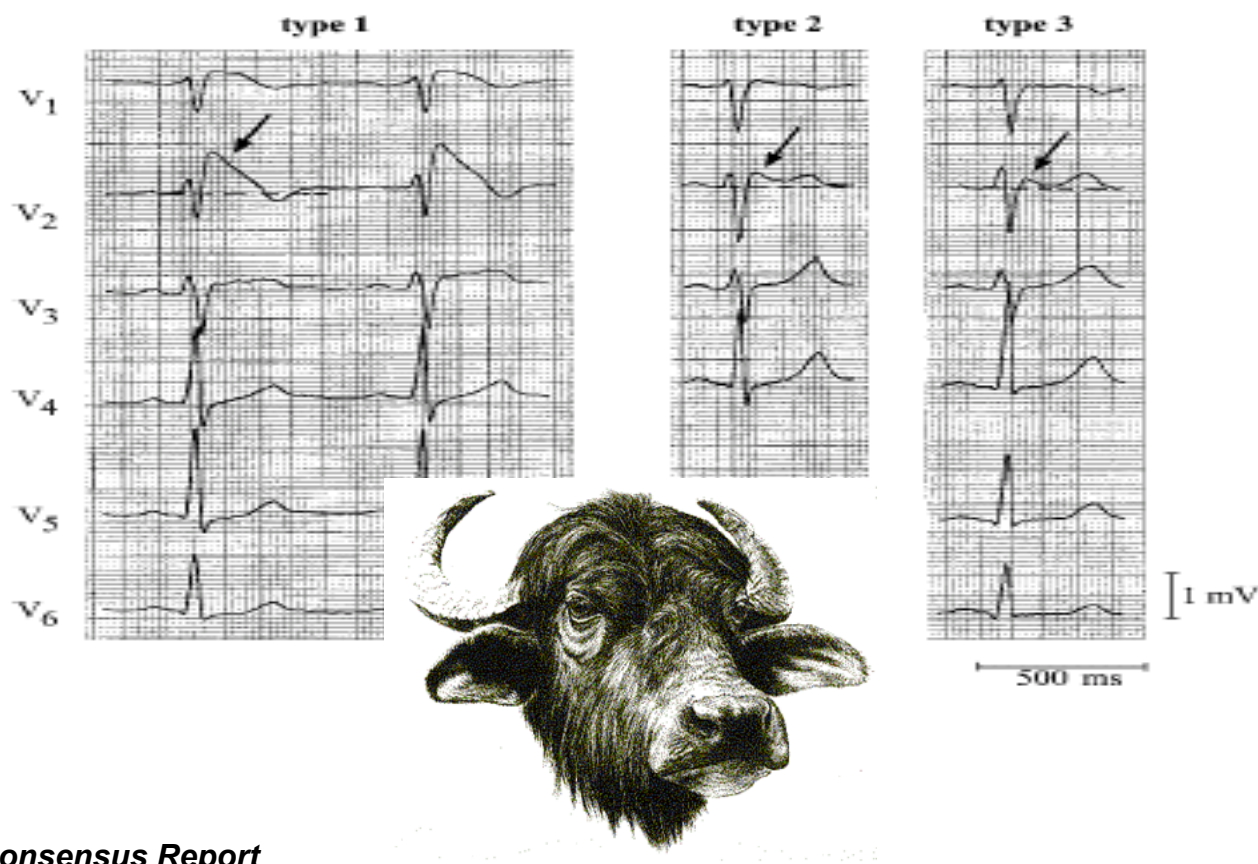 type 1 type 2 type 3
V1
V2
V3
V4
V5
V6
1 mV
500 ms
onsensus Report